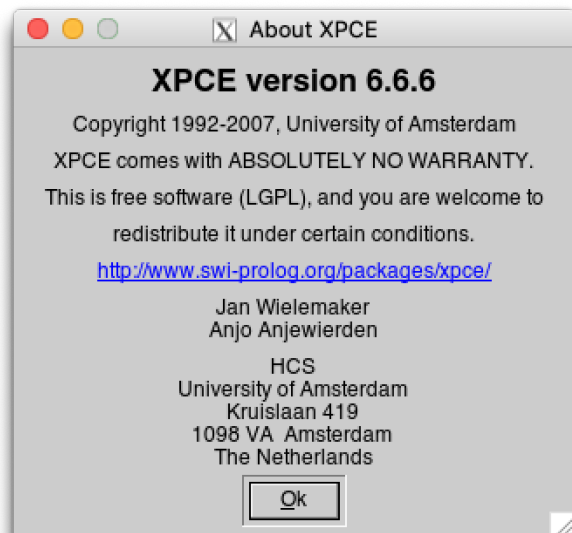 About XPCE
XPCE version 6.6.6
Copyright 1992-2007, University of Amsterdam
XPCE comes with ABSOLUTELY NO WARRANTY.
This is free software (LGPL), and you are welcome to
redistribute it under certain conditions.
http://www.swi-prolog.org/packages/xpce/
Jan Wielemaker
Anjo Anjewierden
HCS
University of Amsterdam
Kruislaan 419
1098 VA  Amsterdam
The Netherlands
Ok